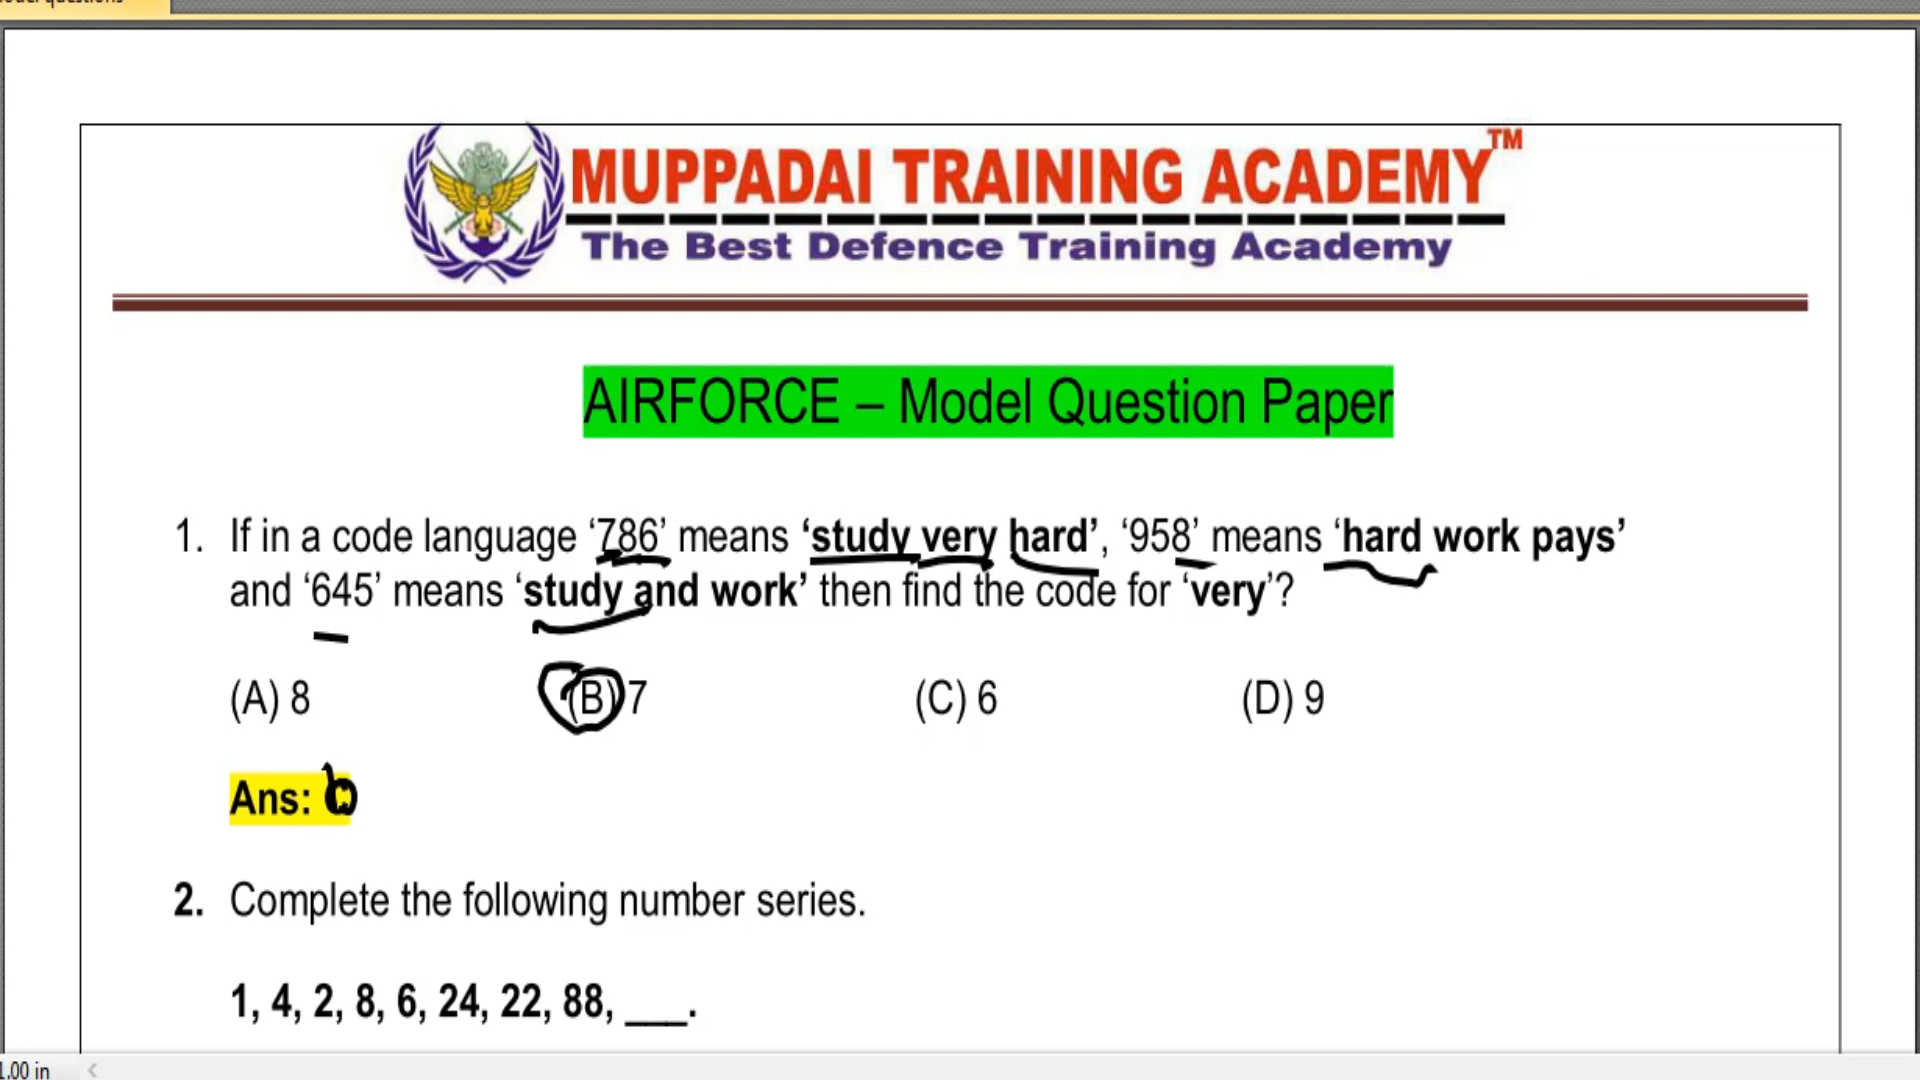 MUPPADAI TRAINING ACADEMY™
The Best Defence Training Academy
AIRFORCE – Model Question Paper
1. If in a code language ‘786’ means ‘study very hard’, ‘958’ means ‘hard work pays’
and ‘645’ means ‘study and work’ then find the code for ‘very’?
(A) 8 (B) 7 (C) 6 (D) 9
Ans: b
2. Complete the following number series.
1, 4, 2, 8, 6, 24, 22, 88, ___.
1.00 in